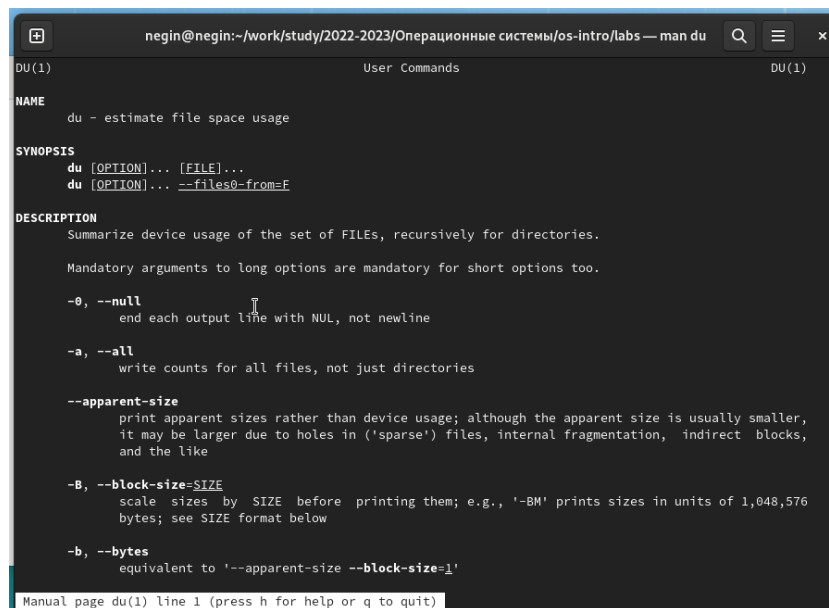 negin@negin:~/work/study/2022-2023/Операционные системы/os-intro/labs — man du
DU(1) User Commands DU(1)
NAME
du - estimate file space usage
SYNOPSIS
du [OPTION]... [FILE]...
du [OPTION]... --files0-from=F
DESCRIPTION
Summarize device usage of the set of FILEs, recursively for directories.
Mandatory arguments to long options are mandatory for short options too.
-0, --null
end each output line with NUL, not newline
-a, --all
write counts for all files, not just directories
--apparent-size
print apparent sizes rather than device usage; although the apparent size is usually smaller,
it may be larger due to holes in ('sparse') files, internal fragmentation, indirect blocks,
and the like
-B, --block-size=SIZE
scale sizes by SIZE before printing them; e.g., '-BM' prints sizes in units of 1,048,576
bytes; see SIZE format below
-b, --bytes
equivalent to '--apparent-size --block-size=1'
Manual page du(1) line 1 (press h for help or q to quit)